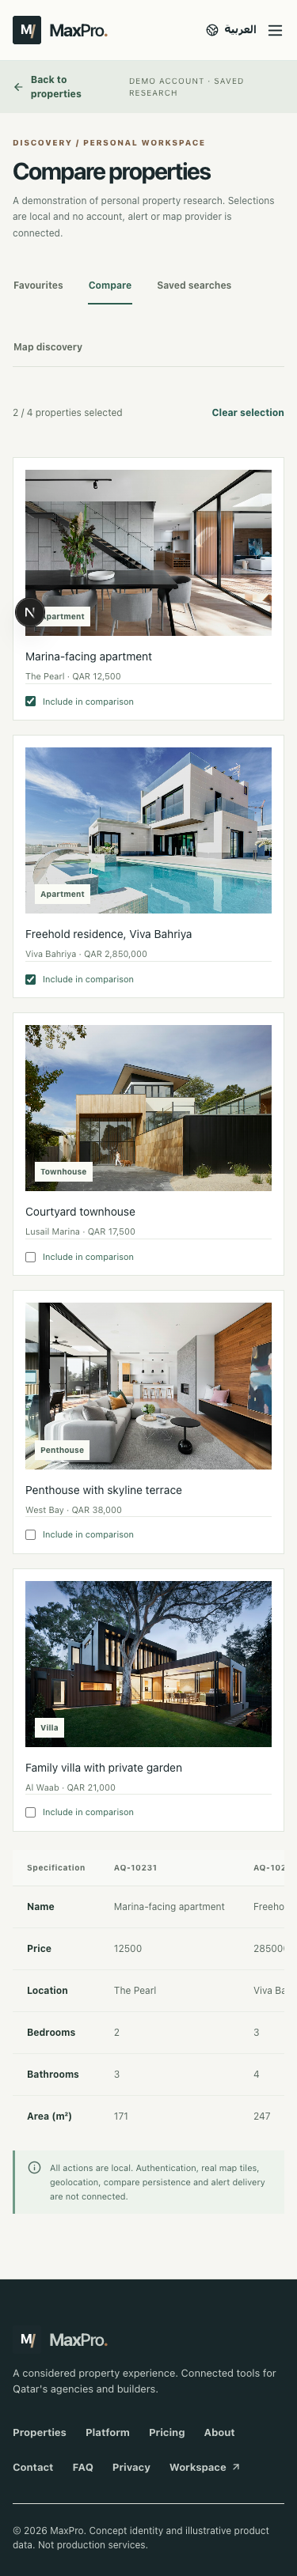 M MaxPro.
العربية
Back to
properties
DEMO ACCOUNT · SAVED
RESEARCH
DISCOVERY / PERSONAL WORKSPACE
Compare properties
A demonstration of personal property research. Selections
are local and no account, alert or map provider is
connected.
Favourites Compare Saved searches
Map discovery
2 / 4 properties selected Clear selection
N
Apartment
Marina-facing apartment
The Pearl · QAR 12,500
Include in comparison
Apartment
Freehold residence, Viva Bahriya
Viva Bahriya · QAR 2,850,000
Include in comparison
Townhouse
Courtyard townhouse
Lusail Marina · QAR 17,500
Include in comparison
Penthouse
Penthouse with skyline terrace
West Bay · QAR 38,000
Include in comparison
Villa
Family villa with private garden
Al Waab · QAR 21,000
Include in comparison
Specification AQ-10231 AQ-102
Name Marina-facing apartment Freeho
Price 12500 285000
Location The Pearl Viva Ba
Bedrooms 2 3
Bathrooms 3 4
Area (m²) 171 247
All actions are local. Authentication, real map tiles,
geolocation, compare persistence and alert delivery
are not connected.
M MaxPro.
A considered property experience. Connected tools for
Qatar's agencies and builders.
Properties Platform Pricing About
Contact FAQ Privacy Workspace ↗
© 2026 MaxPro. Concept identity and illustrative product
data. Not production services.